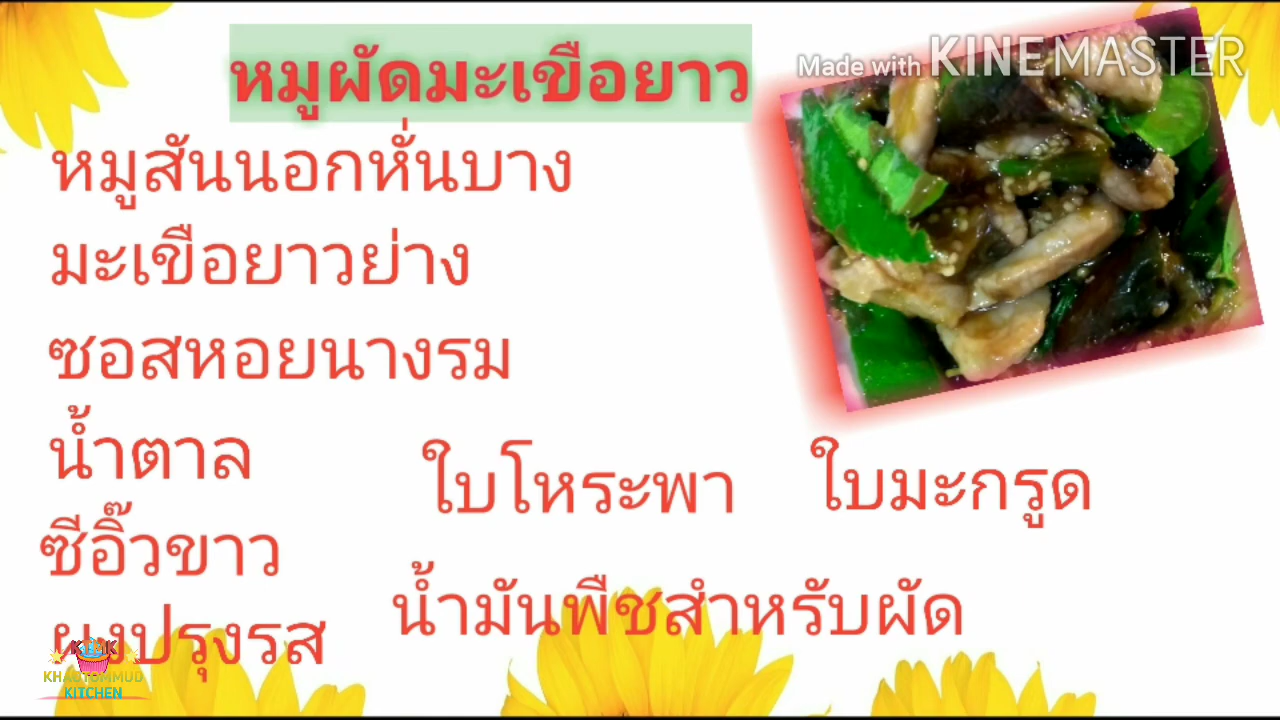 Made with KINEMASTER
หมูผัดมะเขือยาว
หมูสันนอกหั่นบาง
มะเขือยาวย่าง
ซอสหอยนางรม
น้ำตาล
ใบโหระพา
ใบมะกรูด
ซีอิ๊วขาว
น้ำมันพืชสำหรับผัด
ผงปรุงรส
KHAOTOMMUD
KITCHEN